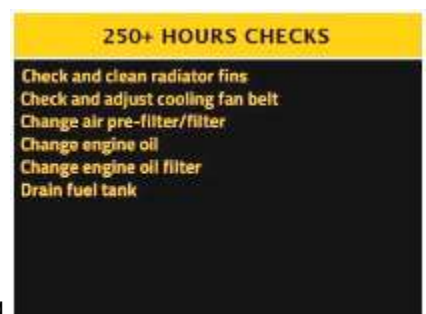 250+ HOURS CHECKS
Check and clean radiator fins
Check and adjust cooling fan belt
Change air pre-filter/filter
Change engine oil
Change engine oil filter
Drain fuel tank